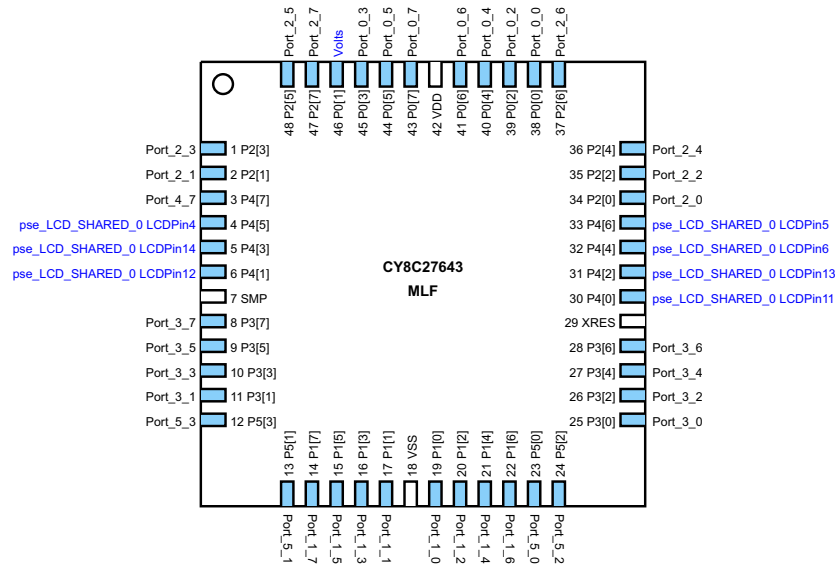 Port_2_5
Port_2_7
Volts
Port_0_3
Port_0_5
Port_0_7
Port_0_6
Port_0_4
Port_0_2
Port_0_0
Port_2_6
48 P2[5]
47 P2[7]
46 P0[1]
45 P0[3]
44 P0[5]
43 P0[7]
42 VDD
41 P0[6]
40 P0[4]
39 P0[2]
38 P0[0]
37 P2[6]
Port_2_3 1 P2[3]
Port_2_1 2 P2[1]
Port_4_7 3 P4[7]
pse_LCD_SHARED_0 LCDPin4 4 P4[5]
pse_LCD_SHARED_0 LCDPin14 5 P4[3]
pse_LCD_SHARED_0 LCDPin12 6 P4[1]
7 SMP
Port_3_7 8 P3[7]
Port_3_5 9 P3[5]
Port_3_3 10 P3[3]
Port_3_1 11 P3[1]
Port_5_3 12 P5[3]
CY8C27643
MLF
36 P2[4] Port_2_4
35 P2[2] Port_2_2
34 P2[0] Port_2_0
33 P4[6] pse_LCD_SHARED_0 LCDPin5
32 P4[4] pse_LCD_SHARED_0 LCDPin6
31 P4[2] pse_LCD_SHARED_0 LCDPin13
30 P4[0] pse_LCD_SHARED_0 LCDPin11
29 XRES
28 P3[6] Port_3_6
27 P3[4] Port_3_4
26 P3[2] Port_3_2
25 P3[0] Port_3_0
13 P5[1]
14 P1[7]
15 P1[5]
16 P1[3]
17 P1[1]
18 VSS
19 P1[0]
20 P1[2]
21 P1[4]
22 P1[6]
23 P5[0]
24 P5[2]
Port_5_1
Port_1_7
Port_1_5
Port_1_3
Port_1_1
Port_1_0
Port_1_2
Port_1_4
Port_1_6
Port_5_0
Port_5_2